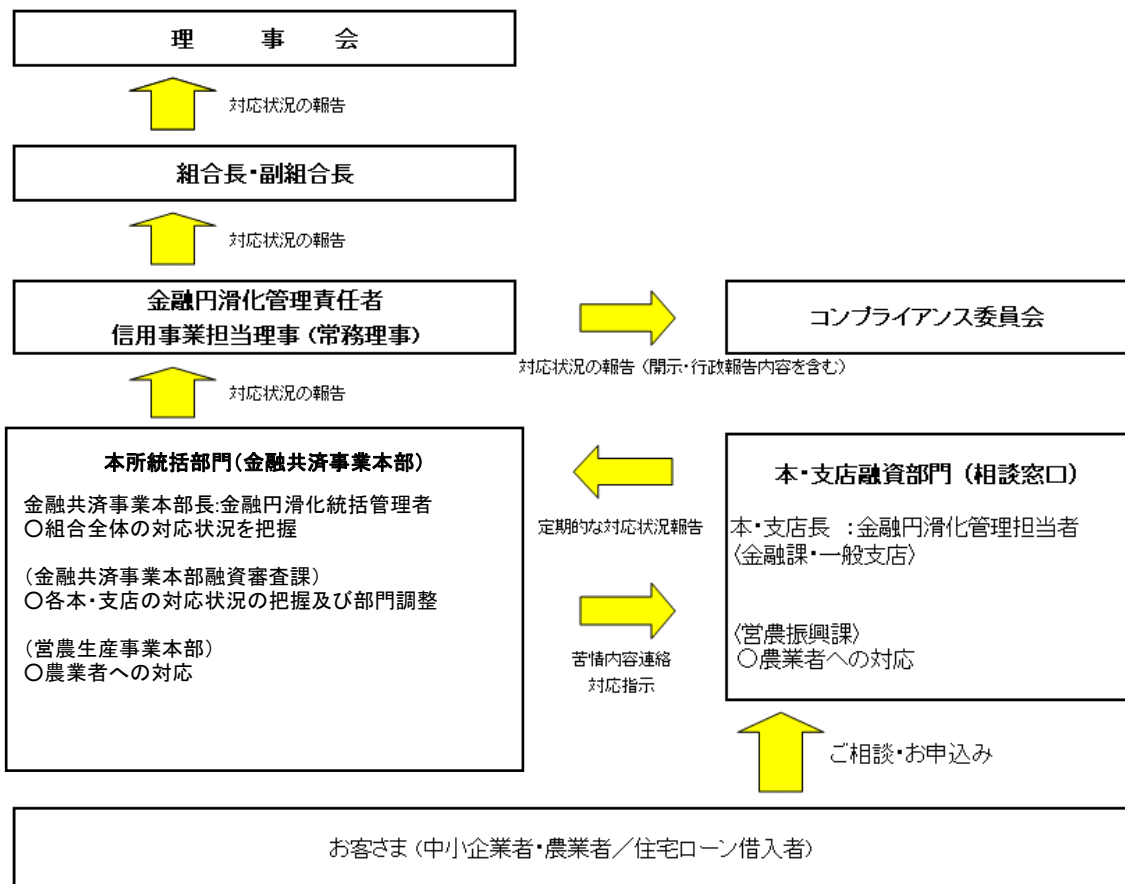 理　事　会
対応状況の報告
組合長・副組合長
対応状況の報告
金融円滑化管理責任者
信用事業担当理事（常務理事）
コンプライアンス委員会
対応状況の報告（開示・行政報告内容を含む）
対応状況の報告
本所統括部門（金融共済事業本部）
金融共済事業本部長:金融円滑化統括管理者
〇組合全体の対応状況を把握
（金融共済事業本部融資審査課）
〇各本・支店の対応状況の把握及び部門調整
（営農生産事業本部）
〇農業者への対応
定期的な対応状況報告
苦情内容連絡
対応指示
本・支店融資部門（相談窓口）
本・支店長　：金融円滑化管理担当者
〈金融課・一般支店〉
〈営農振興課〉
〇農業者への対応
ご相談・お申込み
お客さま（中小企業者・農業者／住宅ローン借入者）